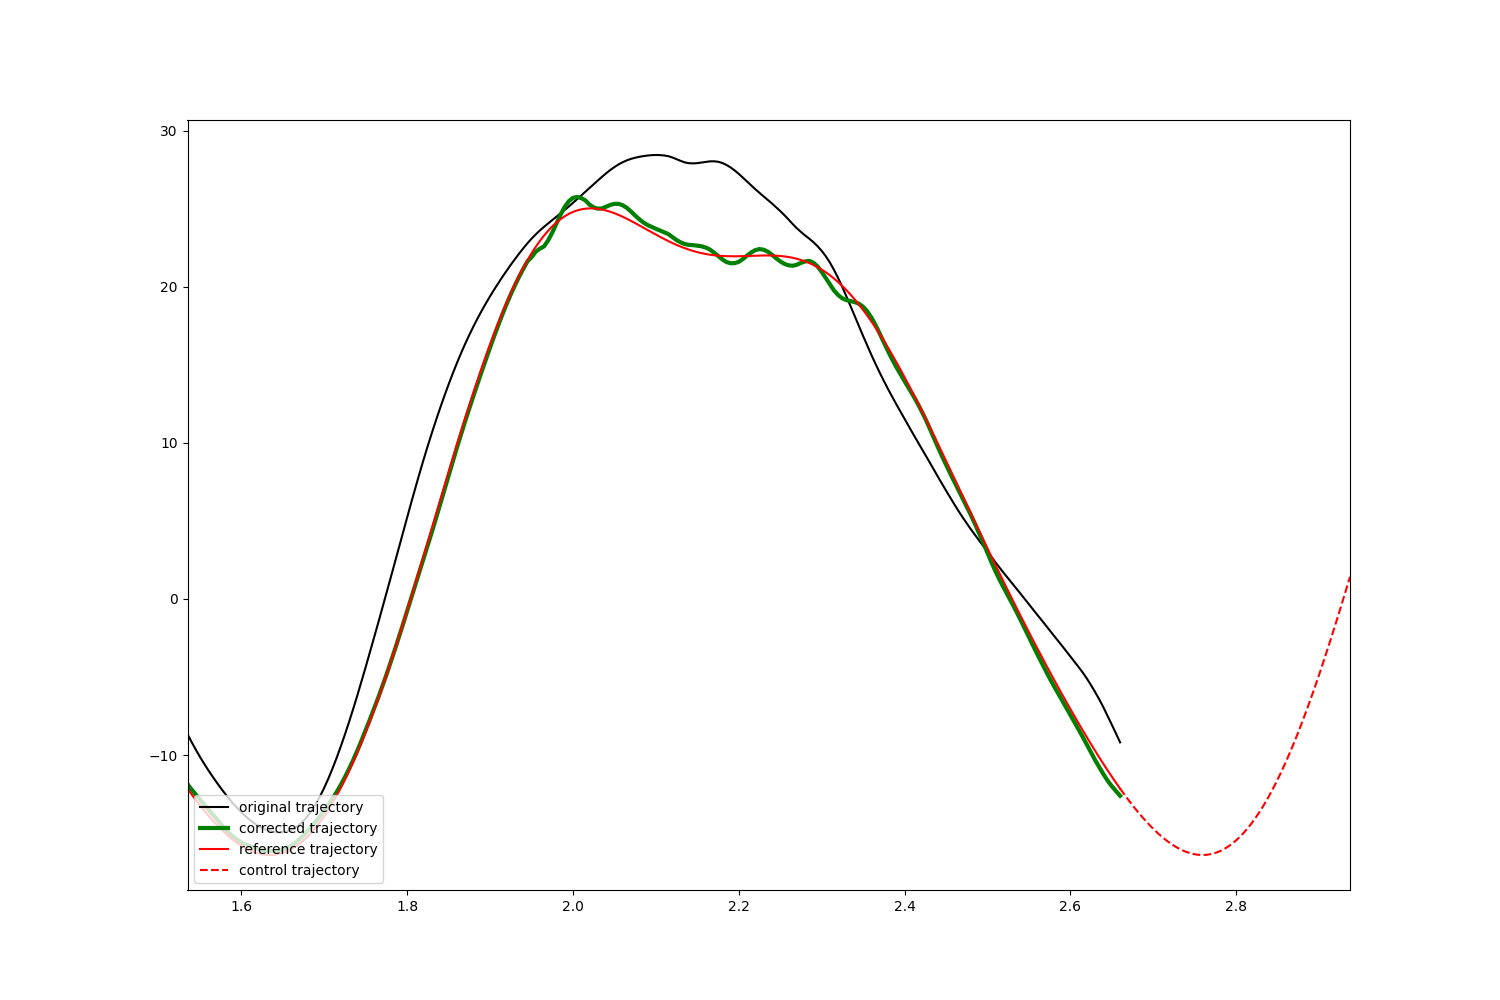 30
20
10
0
−10
original trajectory
corrected trajectory
reference trajectory
control trajectory
1.6 1.8 2.0 2.2 2.4 2.6 2.8